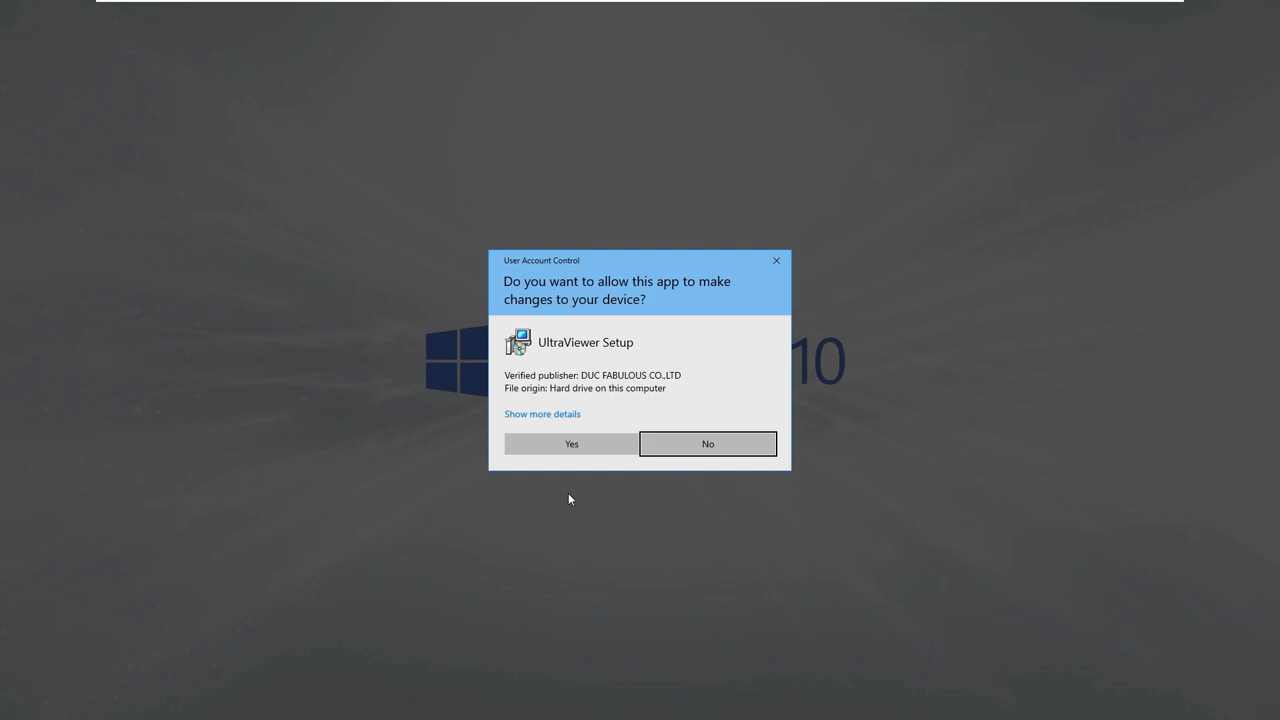 User Account Control
Do you want to allow this app to make
changes to your device?
UltraViewer Setup
Verified publisher: DUC FABULOUS CO.,LTD
File origin: Hard drive on this computer
10
Show more details
Yes
No